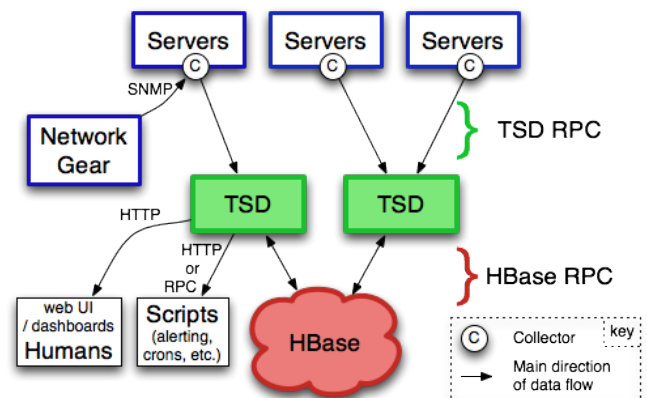 Servers
Servers
Servers
C
C
C
SNMP
Network
Gear
} TSD RPC
TSD
TSD
HTTP
HTTP
or
RPC
} HBase RPC
web UI
/ dashboards
Humans
Scripts
(alerting,
crons, etc.)
HBase
key
C Collector
Main direction
of data flow